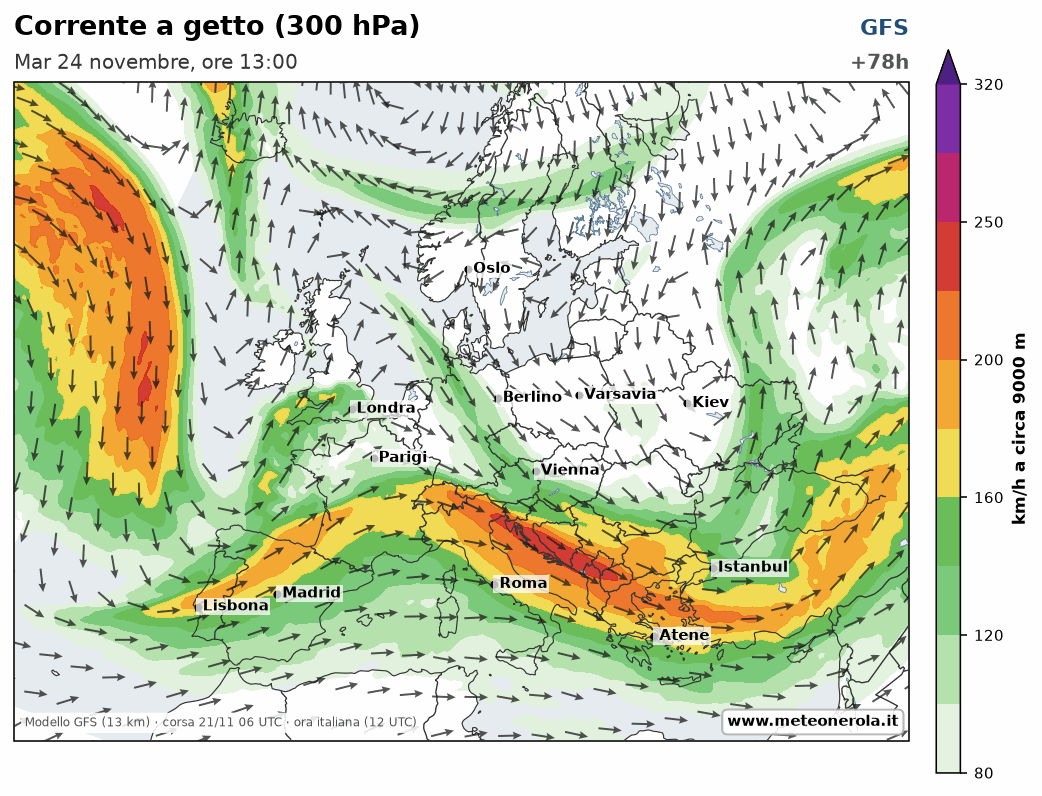 Corrente a getto (300 hPa)
GFS
Mar 24 novembre, ore 13:00
+78h
320
250
200
160
120
80
km/h a circa 9000 m
Oslo
Berlino
Varsavia
Kiev
Londra
Parigi
Vienna
Istanbul
Roma
Madrid
Lisbona
Atene
Modello GFS (13 km) · corsa 21/11 06 UTC · ora italiana (12 UTC)
www.meteonerola.it